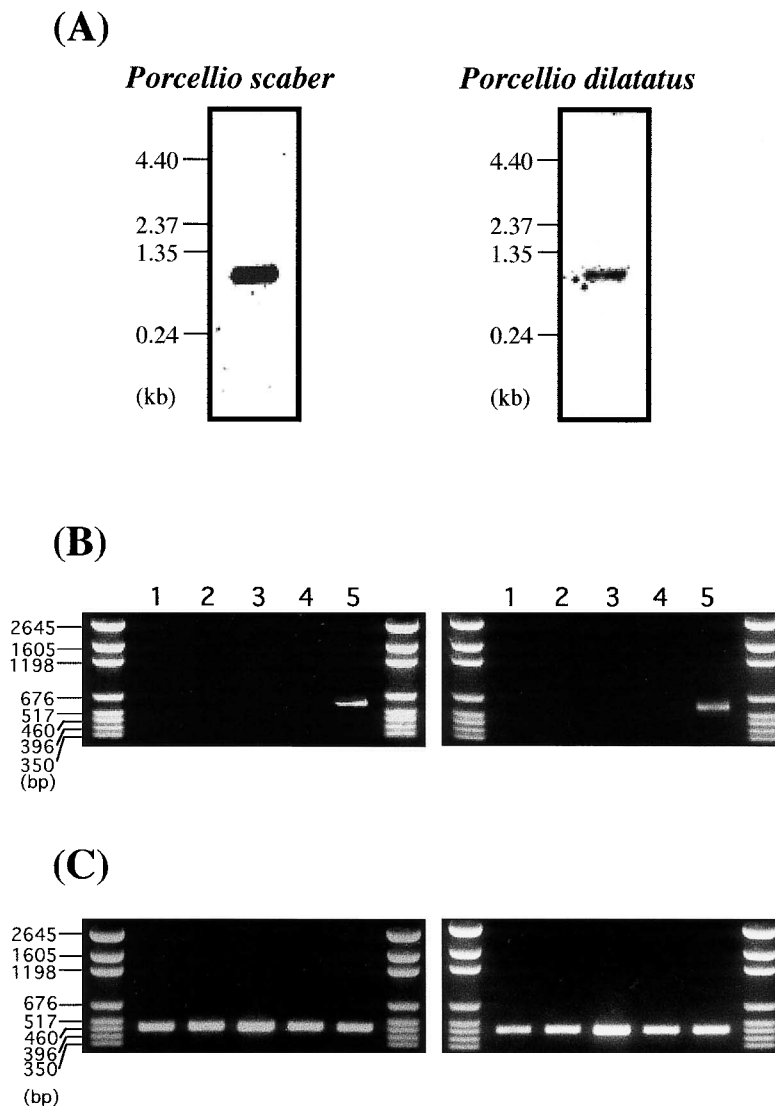 (A)
Porcellio scaber
Porcellio dilatatus
4.40
2.37
1.35
0.24
(kb)
4.40
2.37
1.35
0.24
(kb)
(B)
1 2 3 4 5
1 2 3 4 5
2645
1605
1198
676
517
460
396
350
(bp)
(C)
2645
1605
1198
676
517
460
396
350
(bp)